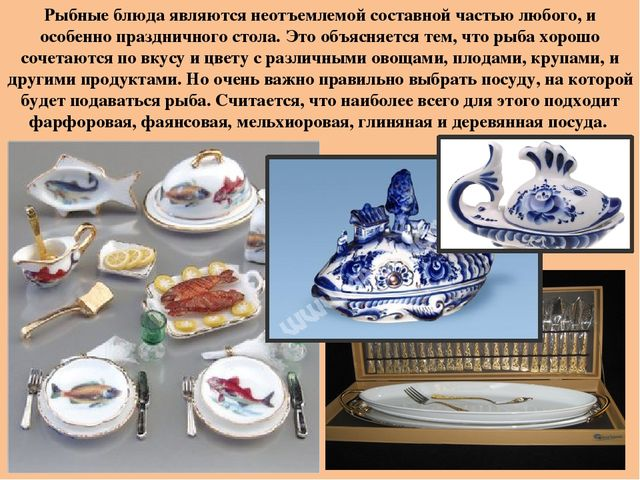 Рыбные блюда являются неотъемлемой составной частью любого, и
особенно праздничного стола. Это объясняется тем, что рыба хорошо
сочетаются по вкусу и цвету с различными овощами, плодами, крупами, и
другими продуктами. Но очень важно правильно выбрать посуду, на которой
будет подаваться рыба. Считается, что наиболее всего для этого подходит
фарфоровая, фаянсовая, мельхиоровая, глиняная и деревянная посуда.